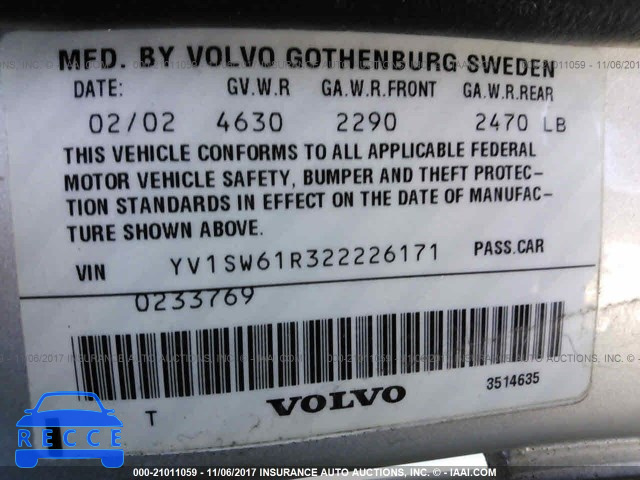 MFD. BY VOLVO GOTHENBURG SWEDEN
DATE: GV.W.R GA.W.R.FRONT GA.W.R.REAR
02/02 4630 2290 2470 LB
THIS VEHICLE CONFORMS TO ALL APPLICABLE FEDERAL
MOTOR VEHICLE SAFETY, BUMPER AND THEFT PROTEC-
TION STANDARDS IN EFFECT ON THE DATE OF MANUFAC-
TURE SHOWN ABOVE.
VIN YV1SW61R322226171 PASS.CAR
0233769
T VOLVO 3514635
RECCE
000-21011059 - 11/06/2017 INSURANCE AUTO AUCTIONS, INC. - © - IAAI.COM